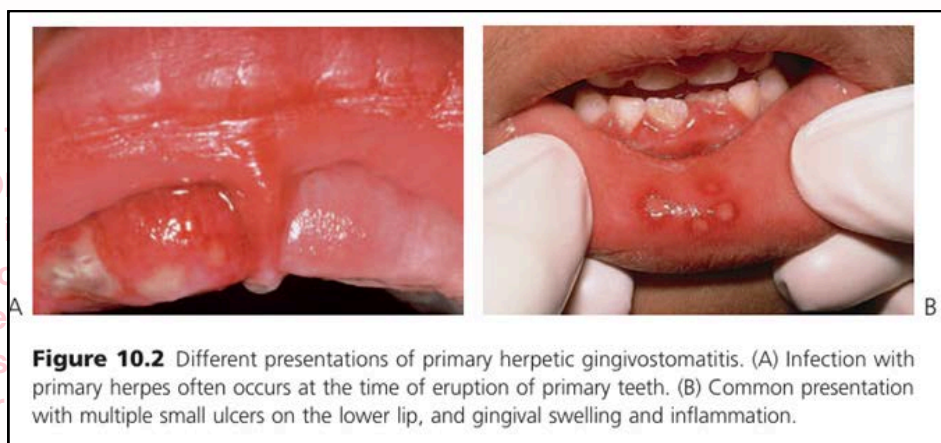 A
B
Figure 10.2 Different presentations of primary herpetic gingivostomatitis. (A) Infection with
primary herpes often occurs at the time of eruption of primary teeth. (B) Common presentation
with multiple small ulcers on the lower lip, and gingival swelling and inflammation.